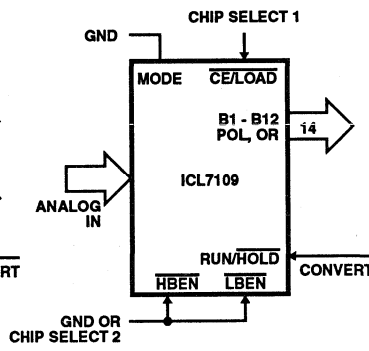 CHIP SELECT 1
GND
MODE
CE/LOAD
B1 - B12
POL, OR
14
ICL7109
ANALOG
IN
RUN/HOLD
CONVERT
RT
HBEN
LBEN
GND OR
CHIP SELECT 2